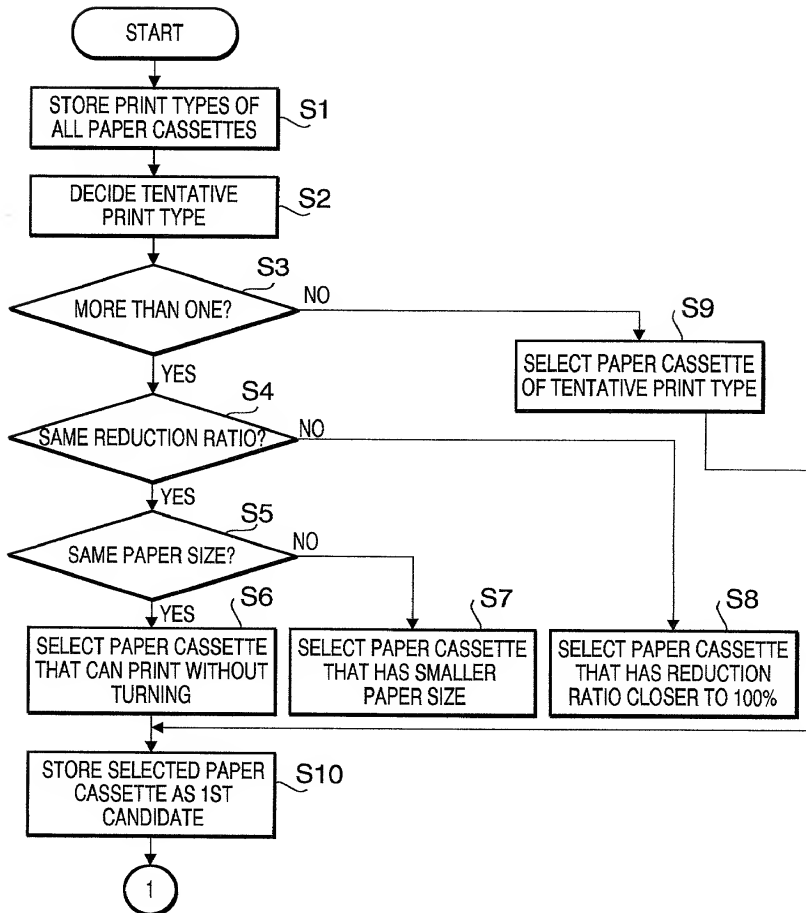 START
STORE PRINT TYPES OF
ALL PAPER CASSETTES
S1
DECIDE TENTATIVE
PRINT TYPE
S2
S3
MORE THAN ONE?
NO
YES
S9
SELECT PAPER CASSETTE
OF TENTATIVE PRINT TYPE
S4
SAME REDUCTION RATIO?
NO
YES
S5
SAME PAPER SIZE?
NO
YES
S6
SELECT PAPER CASSETTE
THAT CAN PRINT WITHOUT
TURNING
S7
SELECT PAPER CASSETTE
THAT HAS SMALLER
PAPER SIZE
S8
SELECT PAPER CASSETTE
THAT HAS REDUCTION
RATIO CLOSER TO 100%
STORE SELECTED PAPER
CASSETTE AS 1ST
CANDIDATE
S10
1